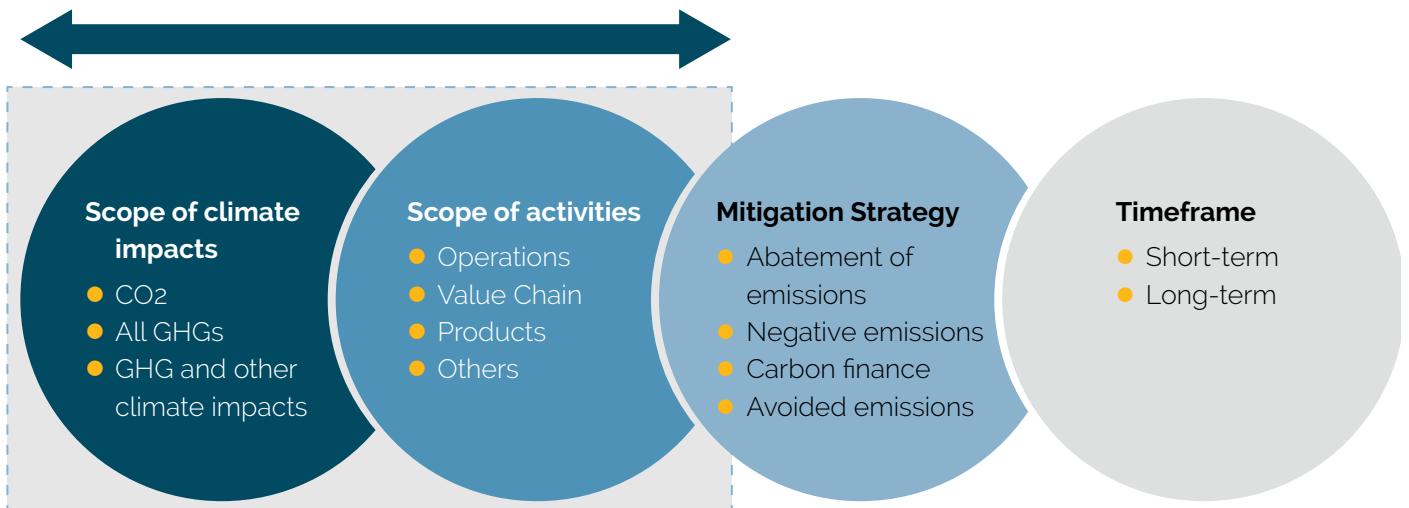 Scope of climate
impacts
CO2
All GHGs
GHG and other
climate impacts
Scope of activities
Operations
Value Chain
Products
Others
Mitigation Strategy
Abatement of
emissions
Negative emissions
Carbon finance
Avoided emissions
Timeframe
Short-term
Long-term